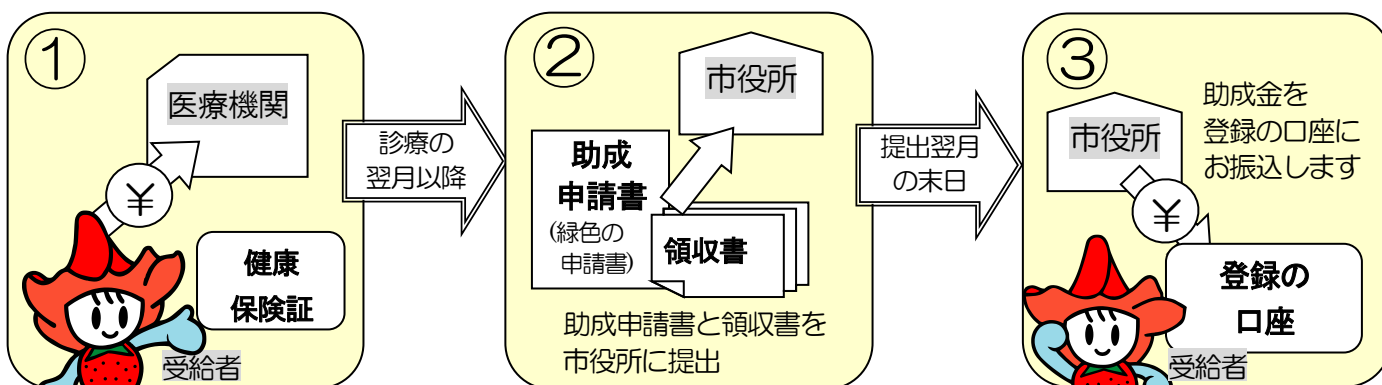 ①
医療機関
¥
健康
保険証
受給者
診療の
翌月以降
②
市役所
助成
申請書
(緑色の
申請書)
領収書
助成申請書と領収書を
市役所に提出
提出翌月
の末日
③
市役所
助成金を
登録の口座に
お振込します
¥
登録の
口座
受給者